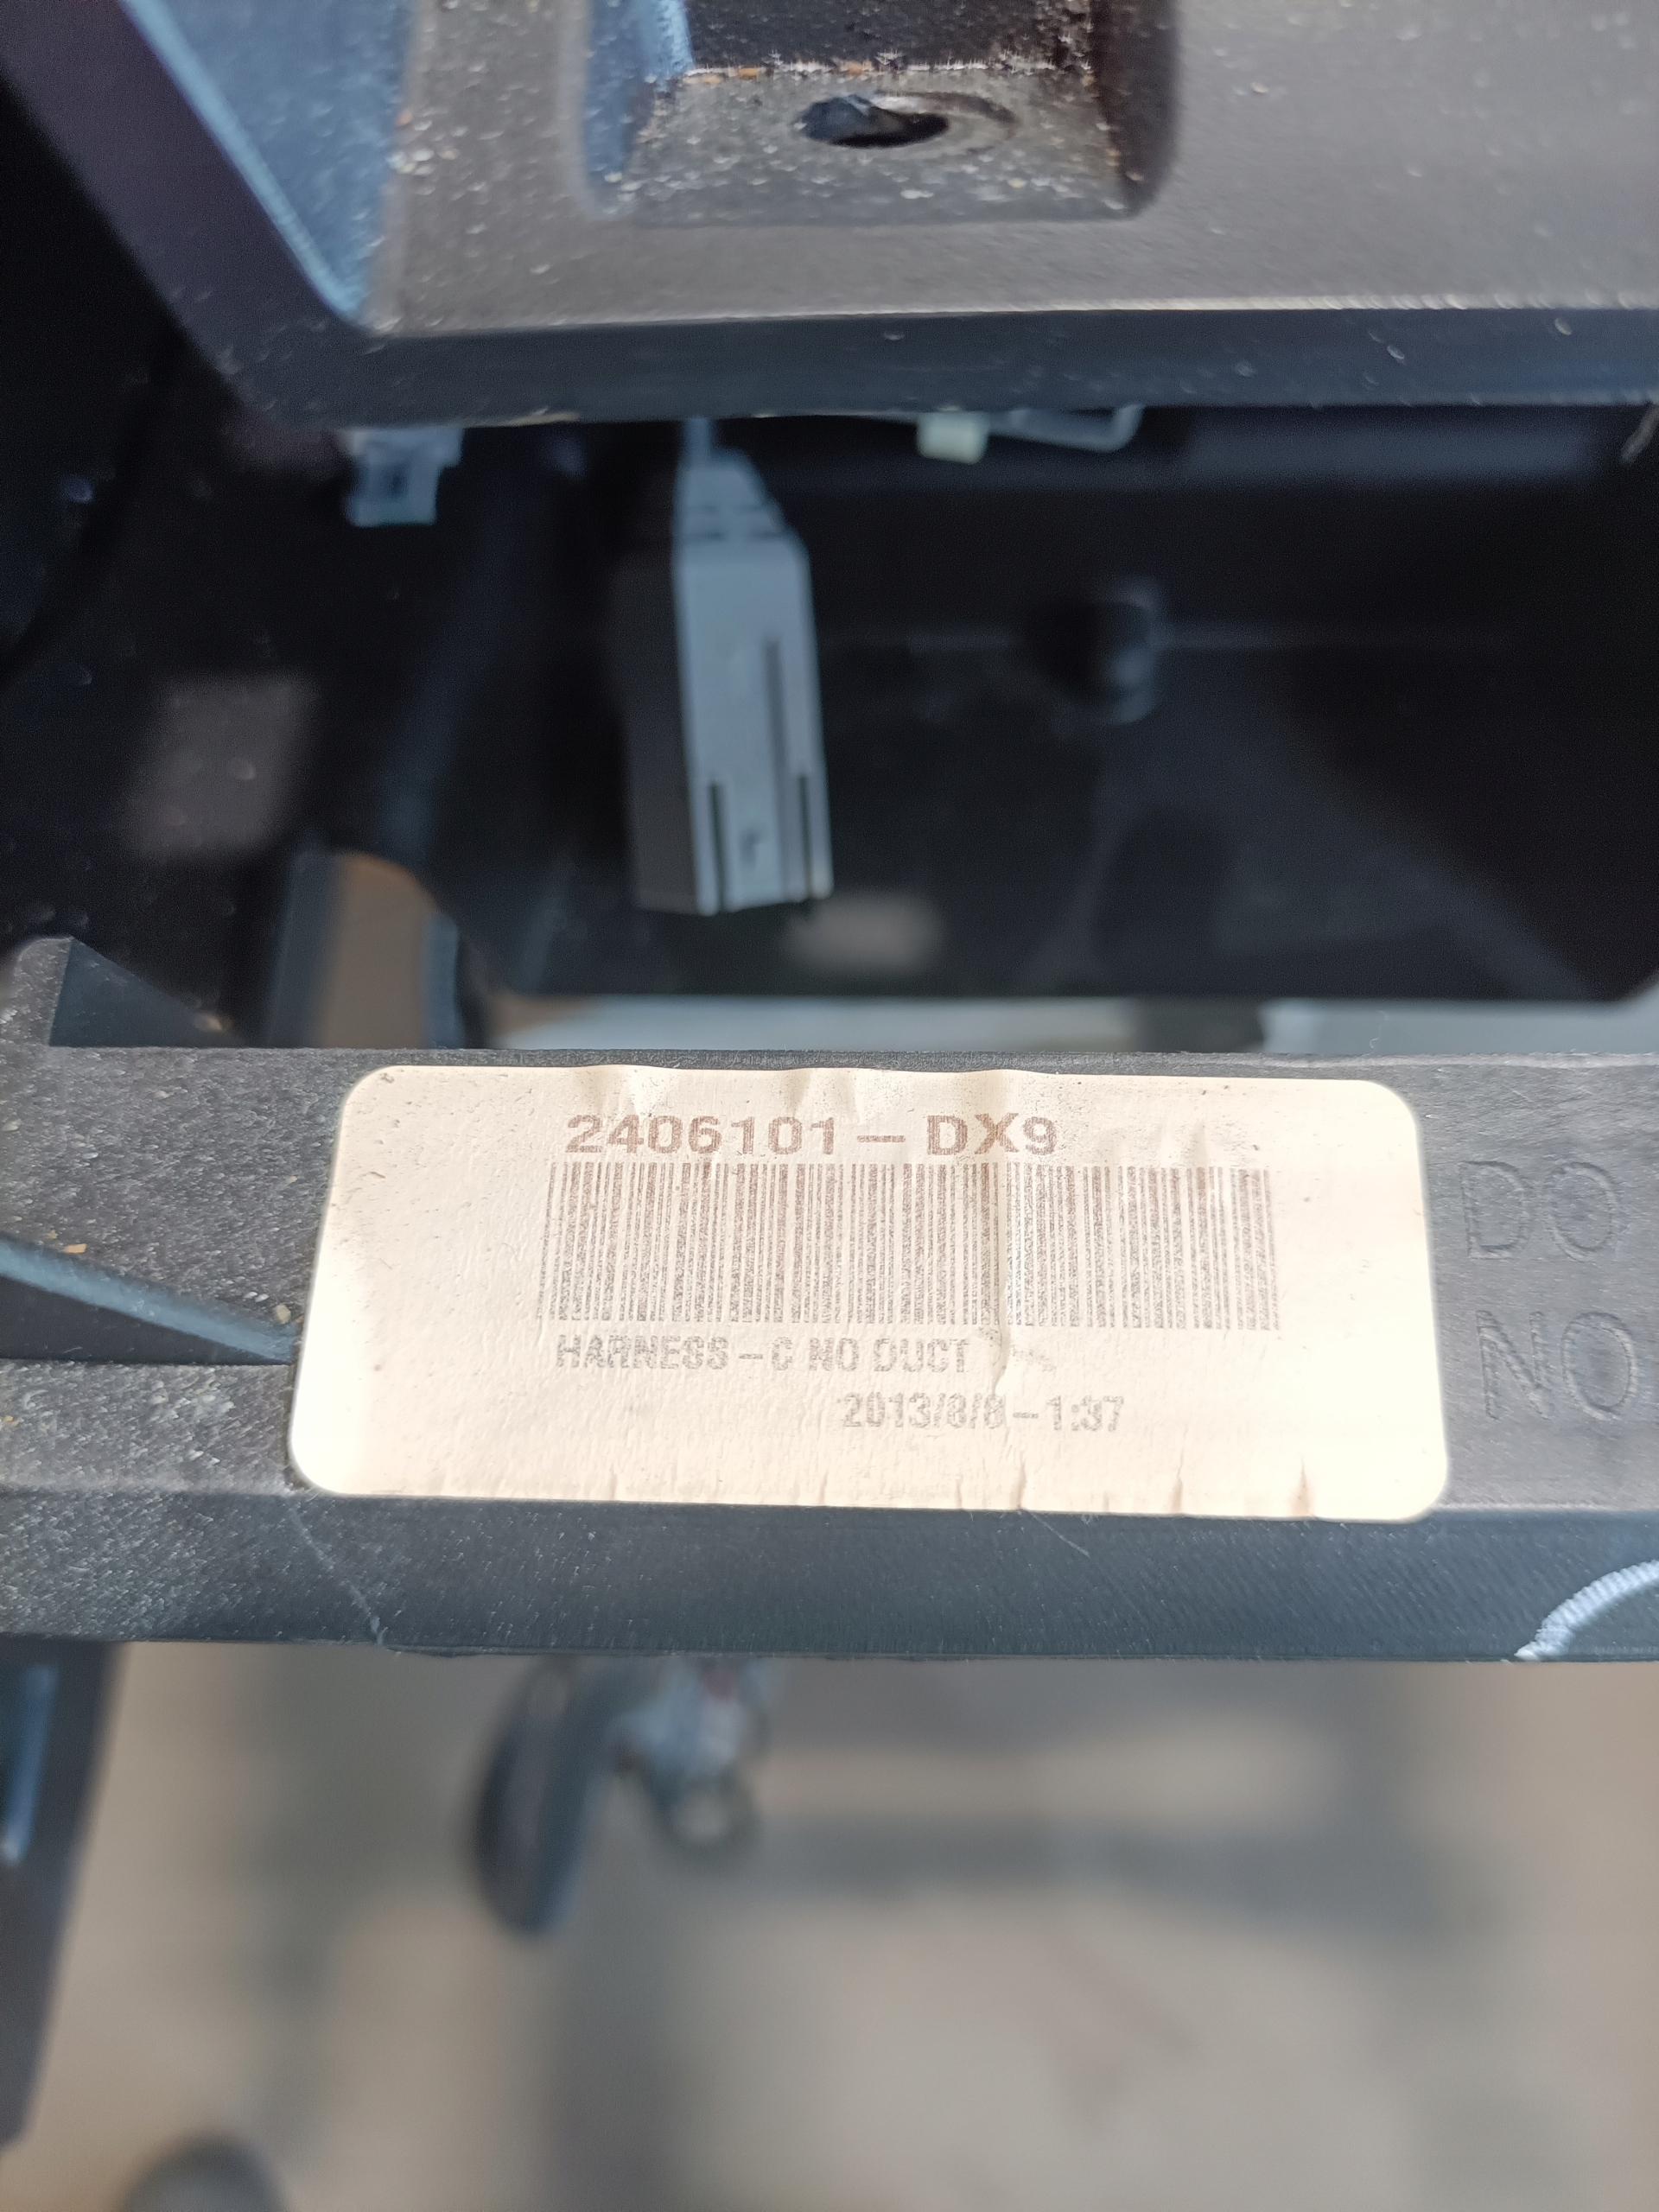 2406101-DX9
HARNESS-C NO DUCT
2013/8/8-1:37
DO
NO